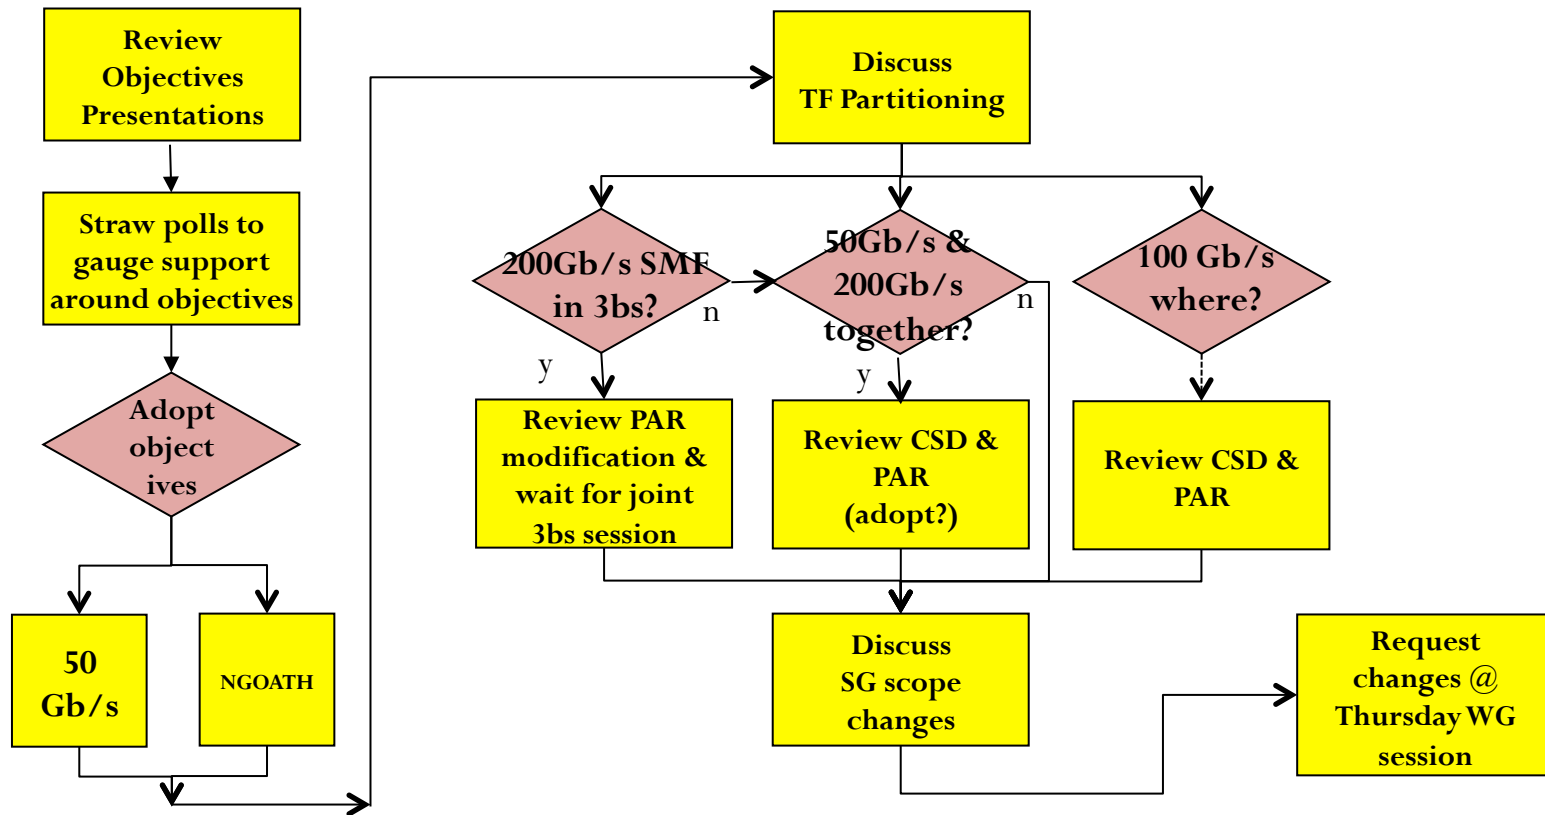 Review
Objectives
Presentations
Straw polls to
gauge support
around objectives
Adopt
object
ives
50
Gb/s
NGOATH
Discuss
TF Partitioning
200Gb/s SMF
in 3bs?
n
y
50Gb/s &
200Gb/s
together?
n
y
100 Gb/s
where?
Review PAR
modification &
wait for joint
3bs session
Review CSD &
PAR
(adopt?)
Review CSD &
PAR
Discuss
SG scope
changes
Request
changes @
Thursday WG
session